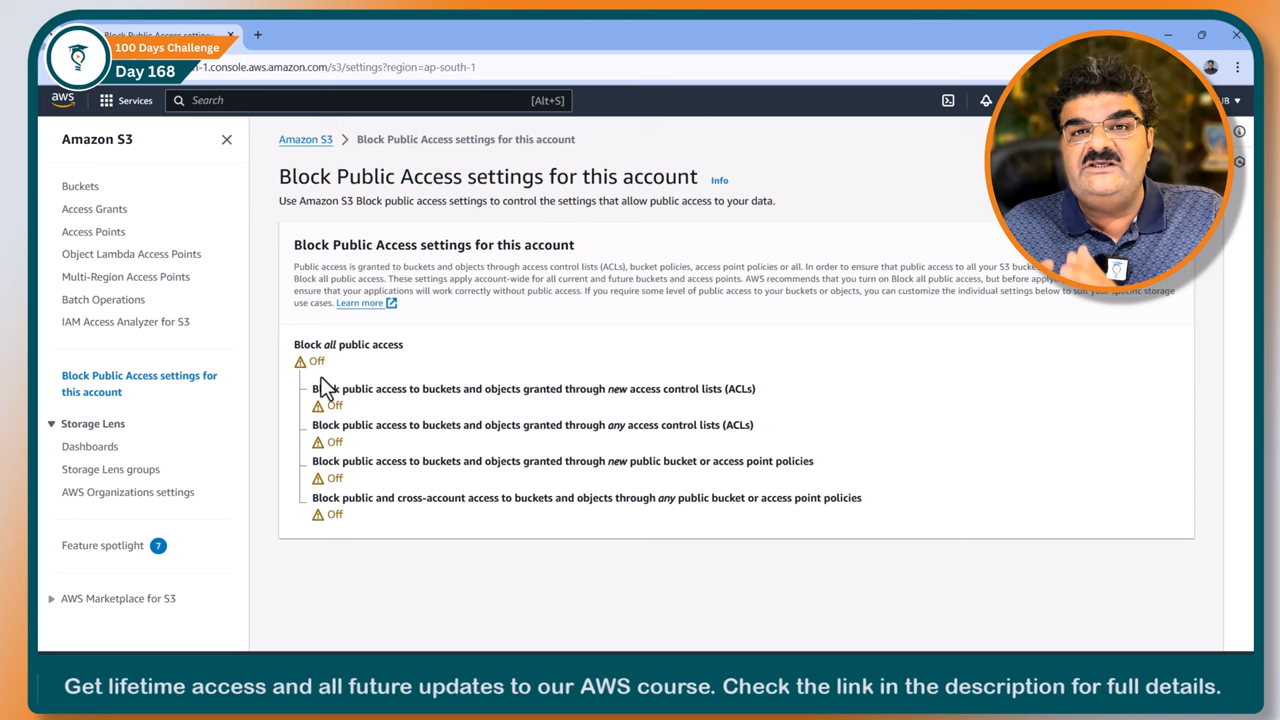 Block Public Access settings
100 Days Challenge
Day 168
-1.console.aws.amazon.com/s3/settings?region=ap-south-1
aws
Services
Search
[Alt+S]
Amazon S3
Buckets
Access Grants
Access Points
Object Lambda Access Points
Multi-Region Access Points
Batch Operations
IAM Access Analyzer for S3
Block Public Access settings for
this account
Storage Lens
Dashboards
Storage Lens groups
AWS Organizations settings
Feature spotlight 7
AWS Marketplace for S3
Amazon S3 > Block Public Access settings for this account
Block Public Access settings for this account Info
Use Amazon S3 Block public access settings to control the settings that allow public access to your data.
Block Public Access settings for this account
Public access is granted to buckets and objects through access control lists (ACLs), bucket policies, access point policies or all. In order to ensure that public access to all your S3
Block all public access. These settings apply account-wide for all current and future buckets and access points. AWS recommends that you turn on Block all public access, but before
ensure that your applications will work correctly without public access. If you require some level of public access to your buckets or objects, you can customize the individual settings below to suit your specific storage
use cases. Learn more
Block all public access
Off
Block public access to buckets and objects granted through new access control lists (ACLs)
Off
Block public access to buckets and objects granted through any access control lists (ACLs)
Off
Block public access to buckets and objects granted through new public bucket or access point policies
Off
Block public and cross-account access to buckets and objects through any public bucket or access point policies
Off
Get lifetime access and all future updates to our AWS course. Check the link in the description for full details.